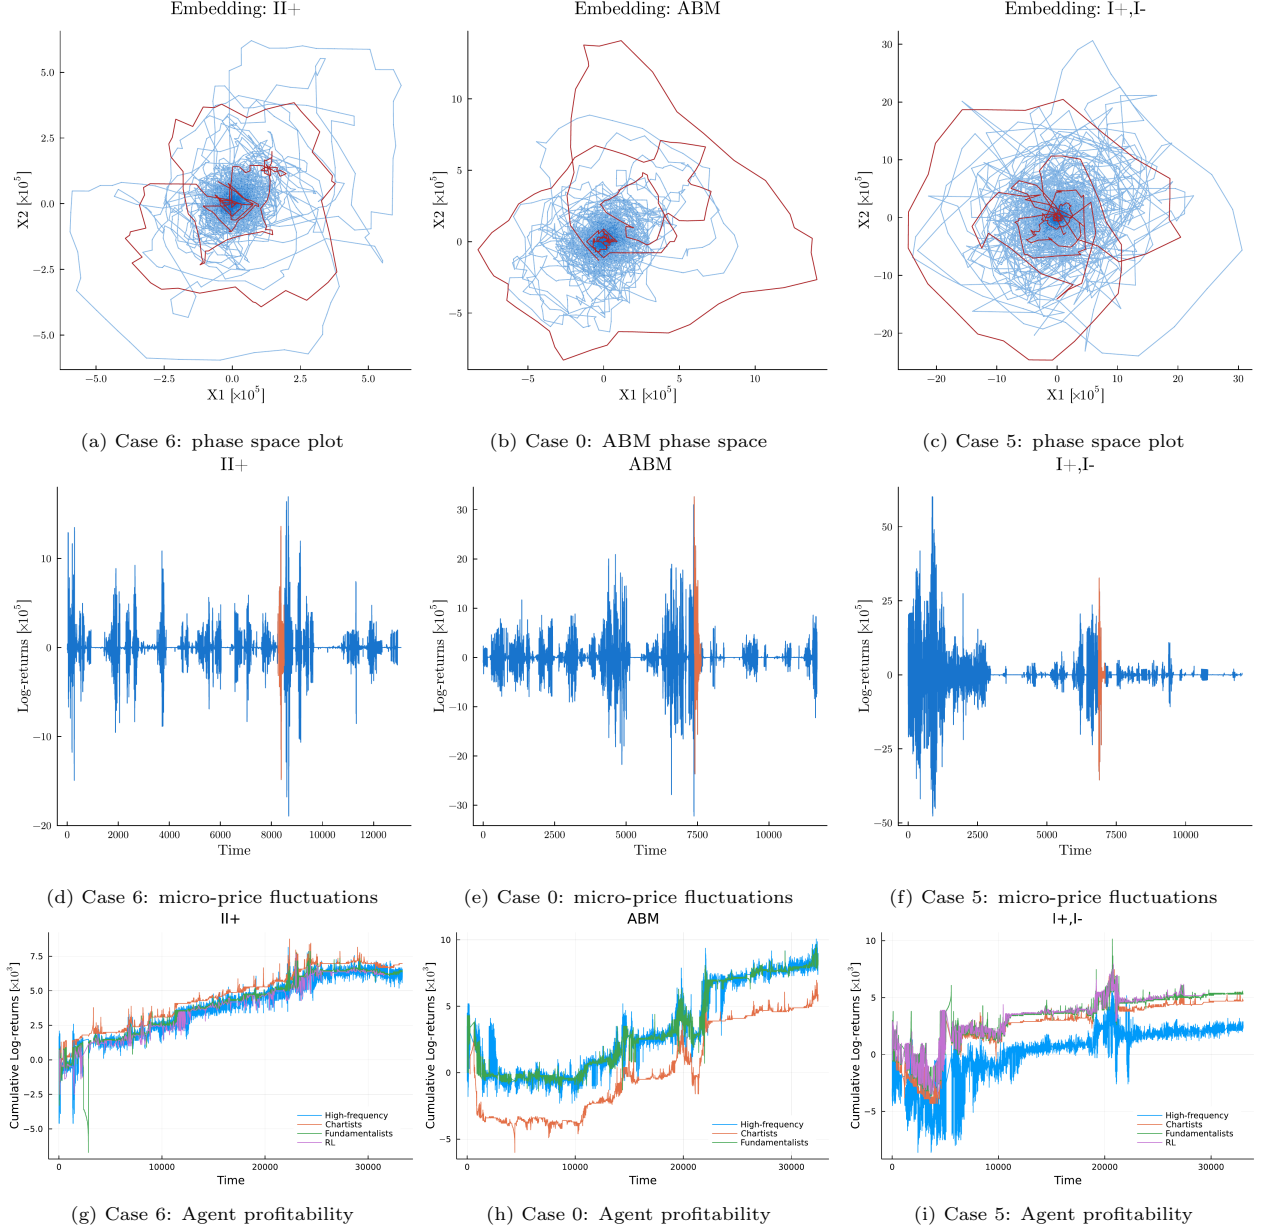 Embedding: II+
Embedding: ABM
Embedding: I+,I-
X2 [×10⁵]
5.0
2.5
0.0
−2.5
−5.0
−5.0 −2.5 0.0 2.5 5.0
X1 [×10⁵]
X2 [×10⁵]
10
5
0
−5
−5 0 5 10
X1 [×10⁵]
X2 [×10⁵]
30
20
10
0
−10
−20
−20 −10 0 10 20 30
X1 [×10⁵]
(a) Case 6: phase space plot
(b) Case 0: ABM phase space
(c) Case 5: phase space plot
II+
ABM
I+,I-
Log-returns [×10⁵]
10
0
−10
−20
0 2000 4000 6000 8000 10000 12000
Time
Log-returns [×10⁵]
30
20
10
0
−10
−20
−30
0 2500 5000 7500 10000
Time
Log-returns [×10⁵]
50
25
0
−25
−50
0 2500 5000 7500 10000
Time
(d) Case 6: micro-price fluctuations
(e) Case 0: micro-price fluctuations
(f) Case 5: micro-price fluctuations
II+
ABM
I+,I-
Cumulative Log-returns [×10³]
7.5
5.0
2.5
0.0
−2.5
−5.0
High-frequency
Chartists
Fundamentalists
RL
0 10000 20000 30000
Time
Cumulative Log-returns [×10³]
10
5
0
−5
High-frequency
Chartists
Fundamentalists
0 10000 20000 30000
Time
Cumulative Log-returns [×10³]
10
5
0
−5
High-frequency
Chartists
Fundamentalists
RL
0 10000 20000 30000
Time
(g) Case 6: Agent profitability
(h) Case 0: Agent profitability
(i) Case 5: Agent profitability